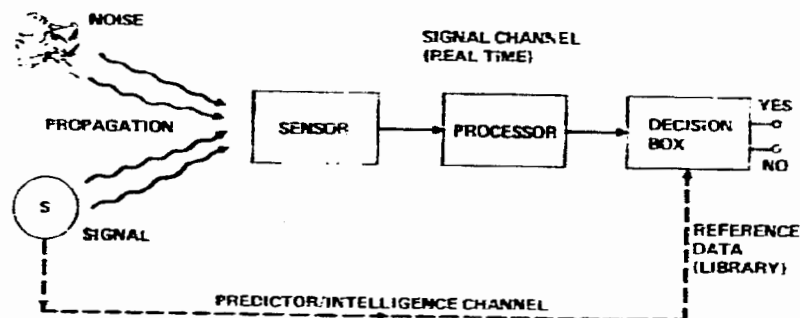 NOISE
SIGNAL CHANNEL
(REAL TIME)
PROPAGATION
SENSOR
PROCESSOR
DECISION
BOX
YES
NO
S
SIGNAL
REFERENCE
DATA
(LIBRARY)
PREDICTOR/INTELLIGENCE CHANNEL